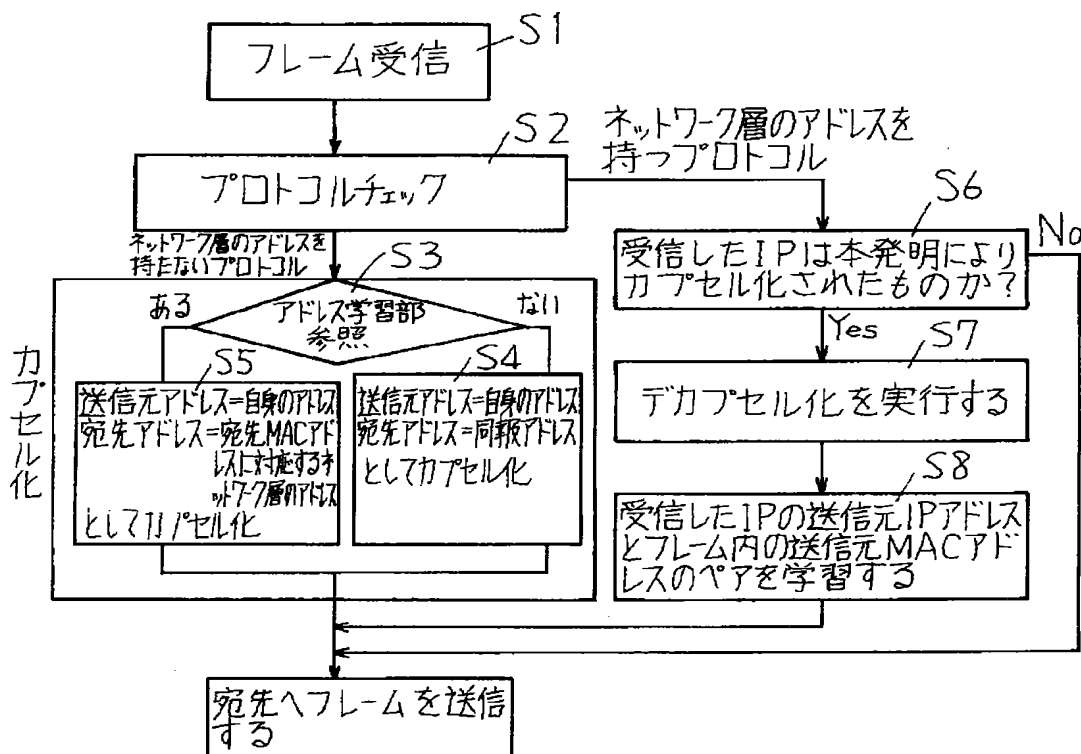 S1
フレーム受信
S2
プロトコルチェック
ネットワーク層のアドレスを
持つプロトコル
ネットワーク層のアドレスを
持たないプロトコル
S3
アドレス学習部
参照
ある
ない
カプセル化
S5
送信元アドレス=自身のアドレス
宛先アドレス=宛先MACアド
レスに対応するネ
ットワーク層のアドレス
としてカプセル化
S4
送信元アドレス=自身のアドレス
宛先アドレス=同報アドレス
としてカプセル化
S6
受信したIPは本発明により
カプセル化されたものか?
No
Yes
S7
デカプセル化を実行する
S8
受信したIPの送信元IPアドレス
とフレーム内の送信元MACアド
レスのペアを学習する
宛先へフレームを送信
する